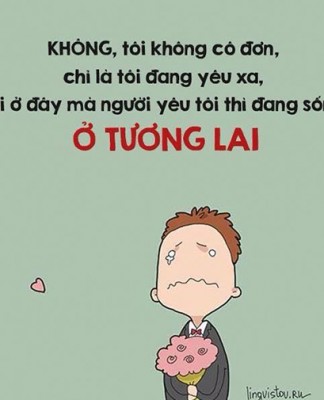 KHÔNG, tôi không cô đơn,
chỉ là tôi đang yêu xa,
i ở đây mà người yêu tôi thì đang số
Ở TƯƠNG LAI
lingvistov.ru